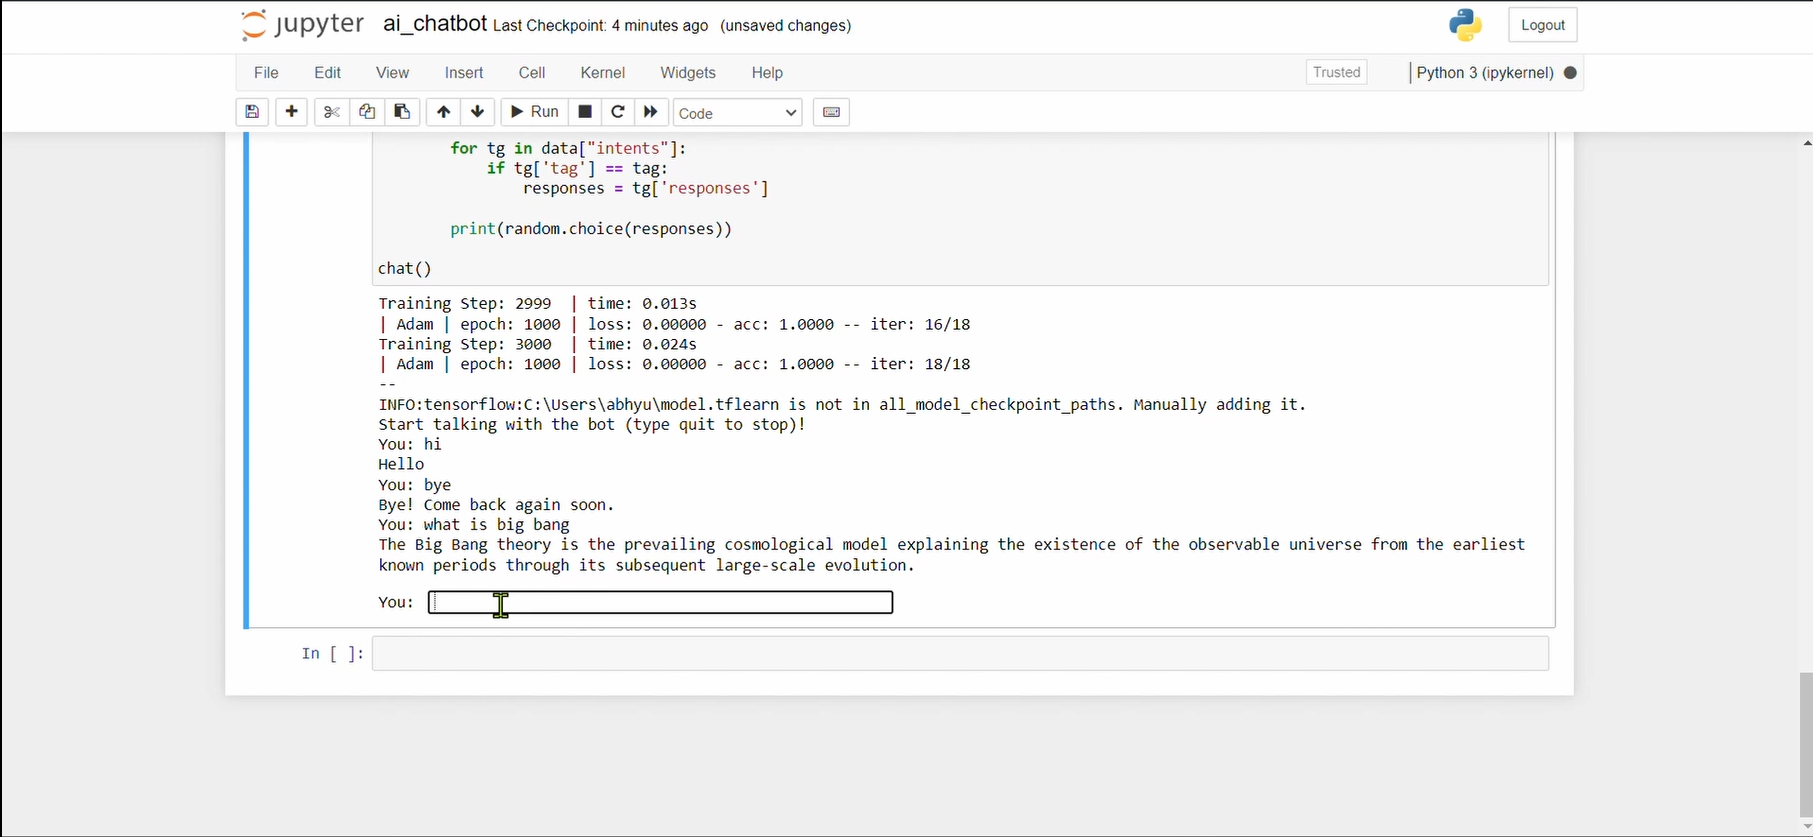 jupyter ai_chatbot Last Checkpoint: 4 minutes ago (unsaved changes) Logout
File Edit View Insert Cell Kernel Widgets Help Trusted Python 3 (ipykernel)
Run Code
for tg in data["intents"]:
if tg['tag'] == tag:
responses = tg['responses']
print(random.choice(responses))
chat()
Training Step: 2999 | time: 0.013s
| Adam | epoch: 1000 | loss: 0.00000 - acc: 1.0000 -- iter: 16/18
Training Step: 3000 | time: 0.024s
| Adam | epoch: 1000 | loss: 0.00000 - acc: 1.0000 -- iter: 18/18
--
INFO:tensorflow:C:\Users\abhyu\model.tflearn is not in all_model_checkpoint_paths. Manually adding it.
Start talking with the bot (type quit to stop)!
You: hi
Hello
You: bye
Bye! Come back again soon.
You: what is big bang
The Big Bang theory is the prevailing cosmological model explaining the existence of the observable universe from the earliest
known periods through its subsequent large-scale evolution.
You:
In [ ]: